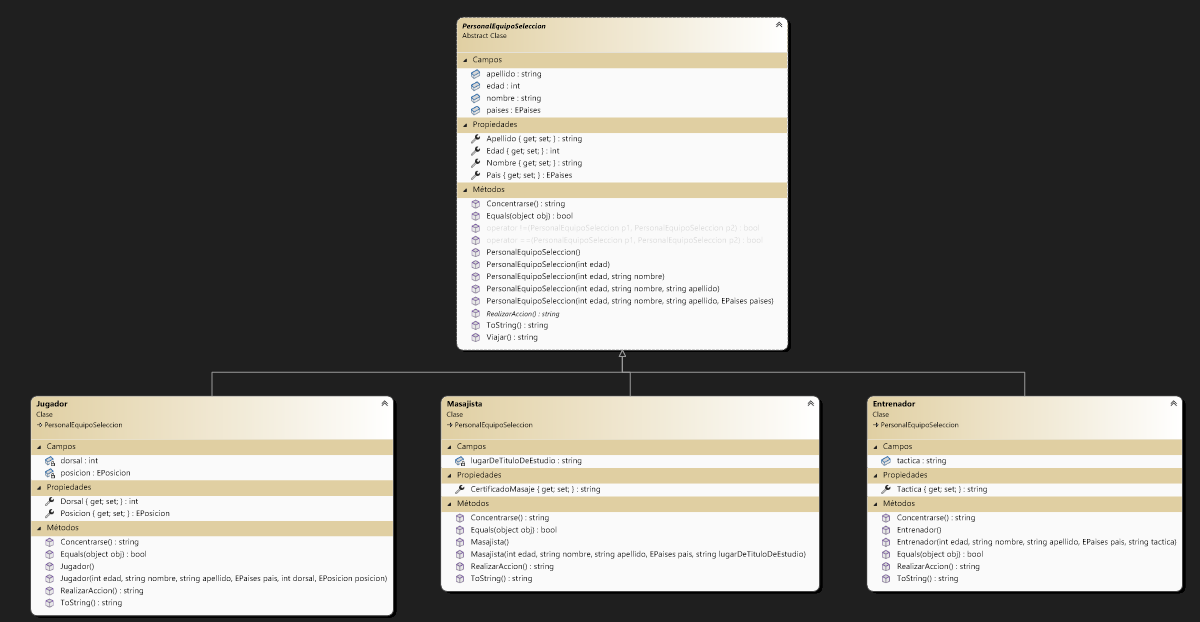 PersonalEquipoSeleccion
Abstract Clase
Campos
apellido : string
edad : int
nombre : string
paises : EPaises
Propiedades
Apellido { get; set; } : string
Edad { get; set; } : int
Nombre { get; set; } : string
Pais { get; set; } : EPaises
Métodos
Concentrarse() : string
Equals(object obj) : bool
operator !=(PersonalEquipoSeleccion p1, PersonalEquipoSeleccion p2) : bool
operator ==(PersonalEquipoSeleccion p1, PersonalEquipoSeleccion p2) : bool
PersonalEquipoSeleccion()
PersonalEquipoSeleccion(int edad)
PersonalEquipoSeleccion(int edad, string nombre)
PersonalEquipoSeleccion(int edad, string nombre, string apellido)
PersonalEquipoSeleccion(int edad, string nombre, string apellido, EPaises paises)
RealizarAccion() : string
ToString() : string
Viajar() : string
Jugador
Clase
PersonalEquipoSeleccion
Campos
dorsal : int
posicion : EPosicion
Propiedades
Dorsal { get; set; } : int
Posicion { get; set; } : EPosicion
Métodos
Concentrarse() : string
Equals(object obj) : bool
Jugador()
Jugador(int edad, string nombre, string apellido, EPaises pais, int dorsal, EPosicion posicion)
RealizarAccion() : string
ToString() : string
Masajista
Clase
PersonalEquipoSeleccion
Campos
lugarDeTituloDeEstudio : string
Propiedades
CertificadoMasaje { get; set; } : string
Métodos
Concentrarse() : string
Equals(object obj) : bool
Masajista()
Masajista(int edad, string nombre, string apellido, EPaises pais, string lugarDeTituloDeEstudio)
RealizarAccion() : string
ToString() : string
Entrenador
Clase
PersonalEquipoSeleccion
Campos
tactica : string
Propiedades
Tactica { get; set; } : string
Métodos
Concentrarse() : string
Entrenador()
Entrenador(int edad, string nombre, string apellido, EPaises pais, string tactica)
Equals(object obj) : bool
RealizarAccion() : string
ToString() : string